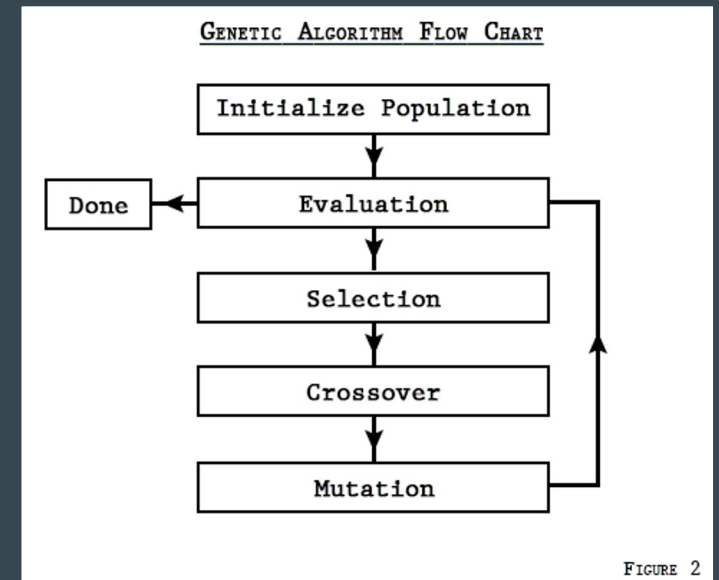 Genetic Algorithm Flow Chart
Initialize Population
Done
Evaluation
Selection
Crossover
Mutation
Figure 2